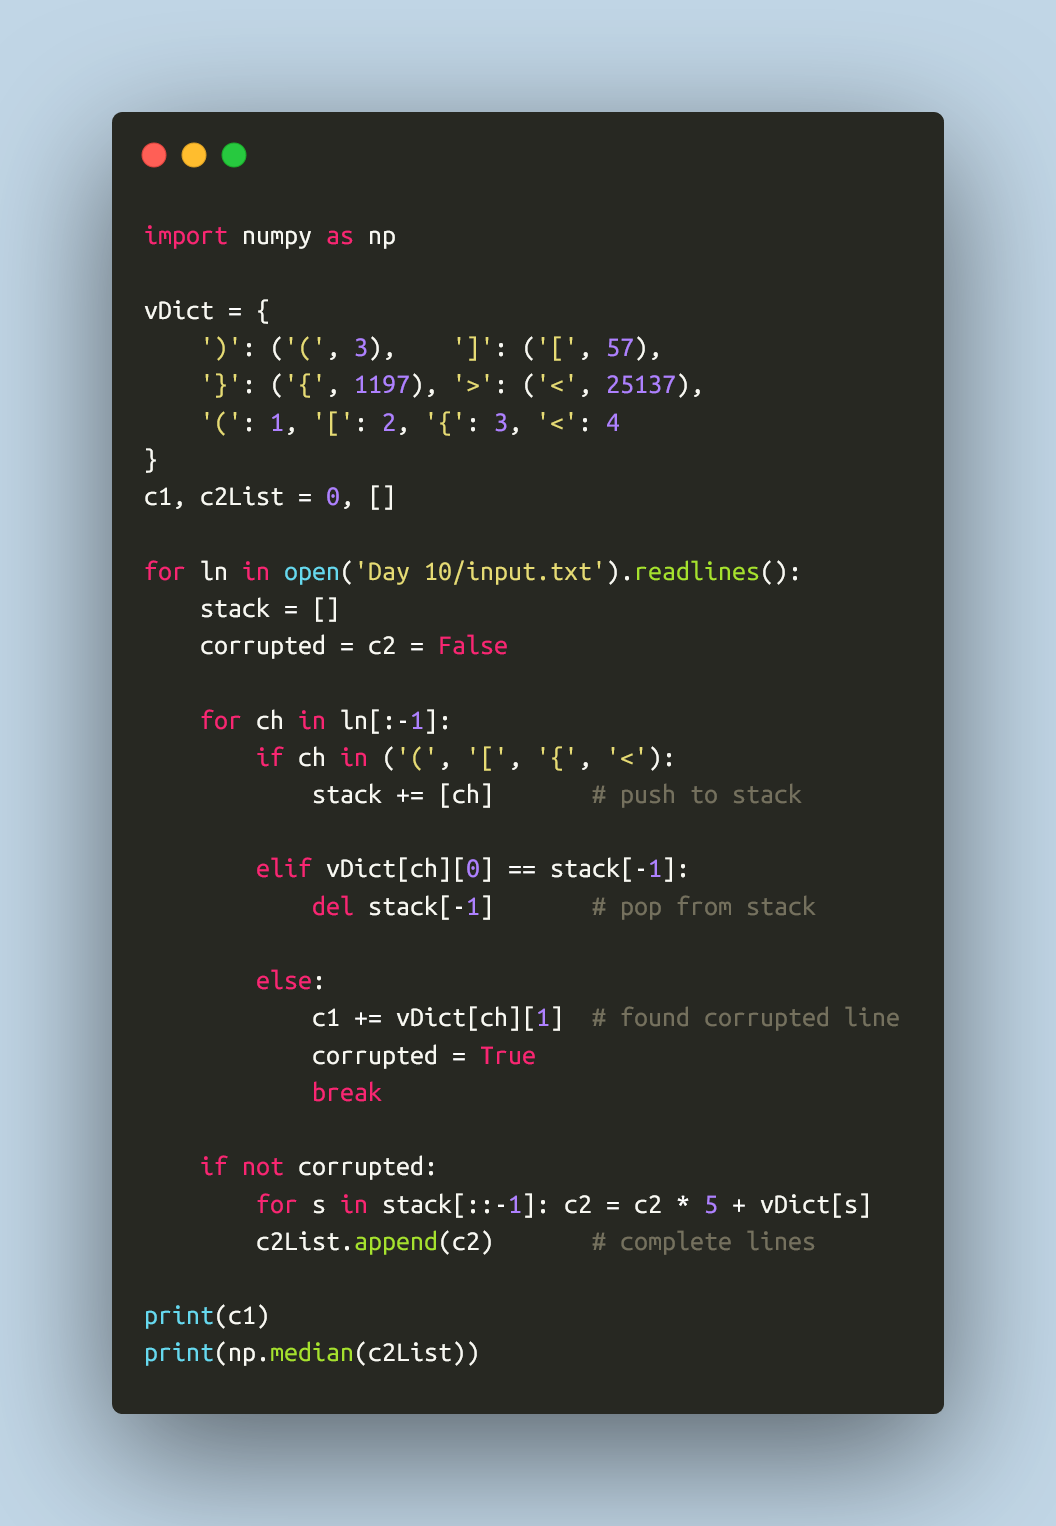 import numpy as np

vDict = {
    ')': ('(', 3),    ']': ('[', 57),
    '}': ('{', 1197), '>': ('<', 25137),
    '(': 1, '[': 2, '{': 3, '<': 4
}
c1, c2List = 0, []

for ln in open('Day 10/input.txt').readlines():
    stack = []
    corrupted = c2 = False

    for ch in ln[:-1]:
        if ch in ('(', '[', '{', '<'):
            stack += [ch]       # push to stack

        elif vDict[ch][0] == stack[-1]:
            del stack[-1]       # pop from stack

        else:
            c1 += vDict[ch][1]  # found corrupted line
            corrupted = True
            break

    if not corrupted:
        for s in stack[::-1]: c2 = c2 * 5 + vDict[s]
        c2List.append(c2)       # complete lines

print(c1)
print(np.median(c2List))